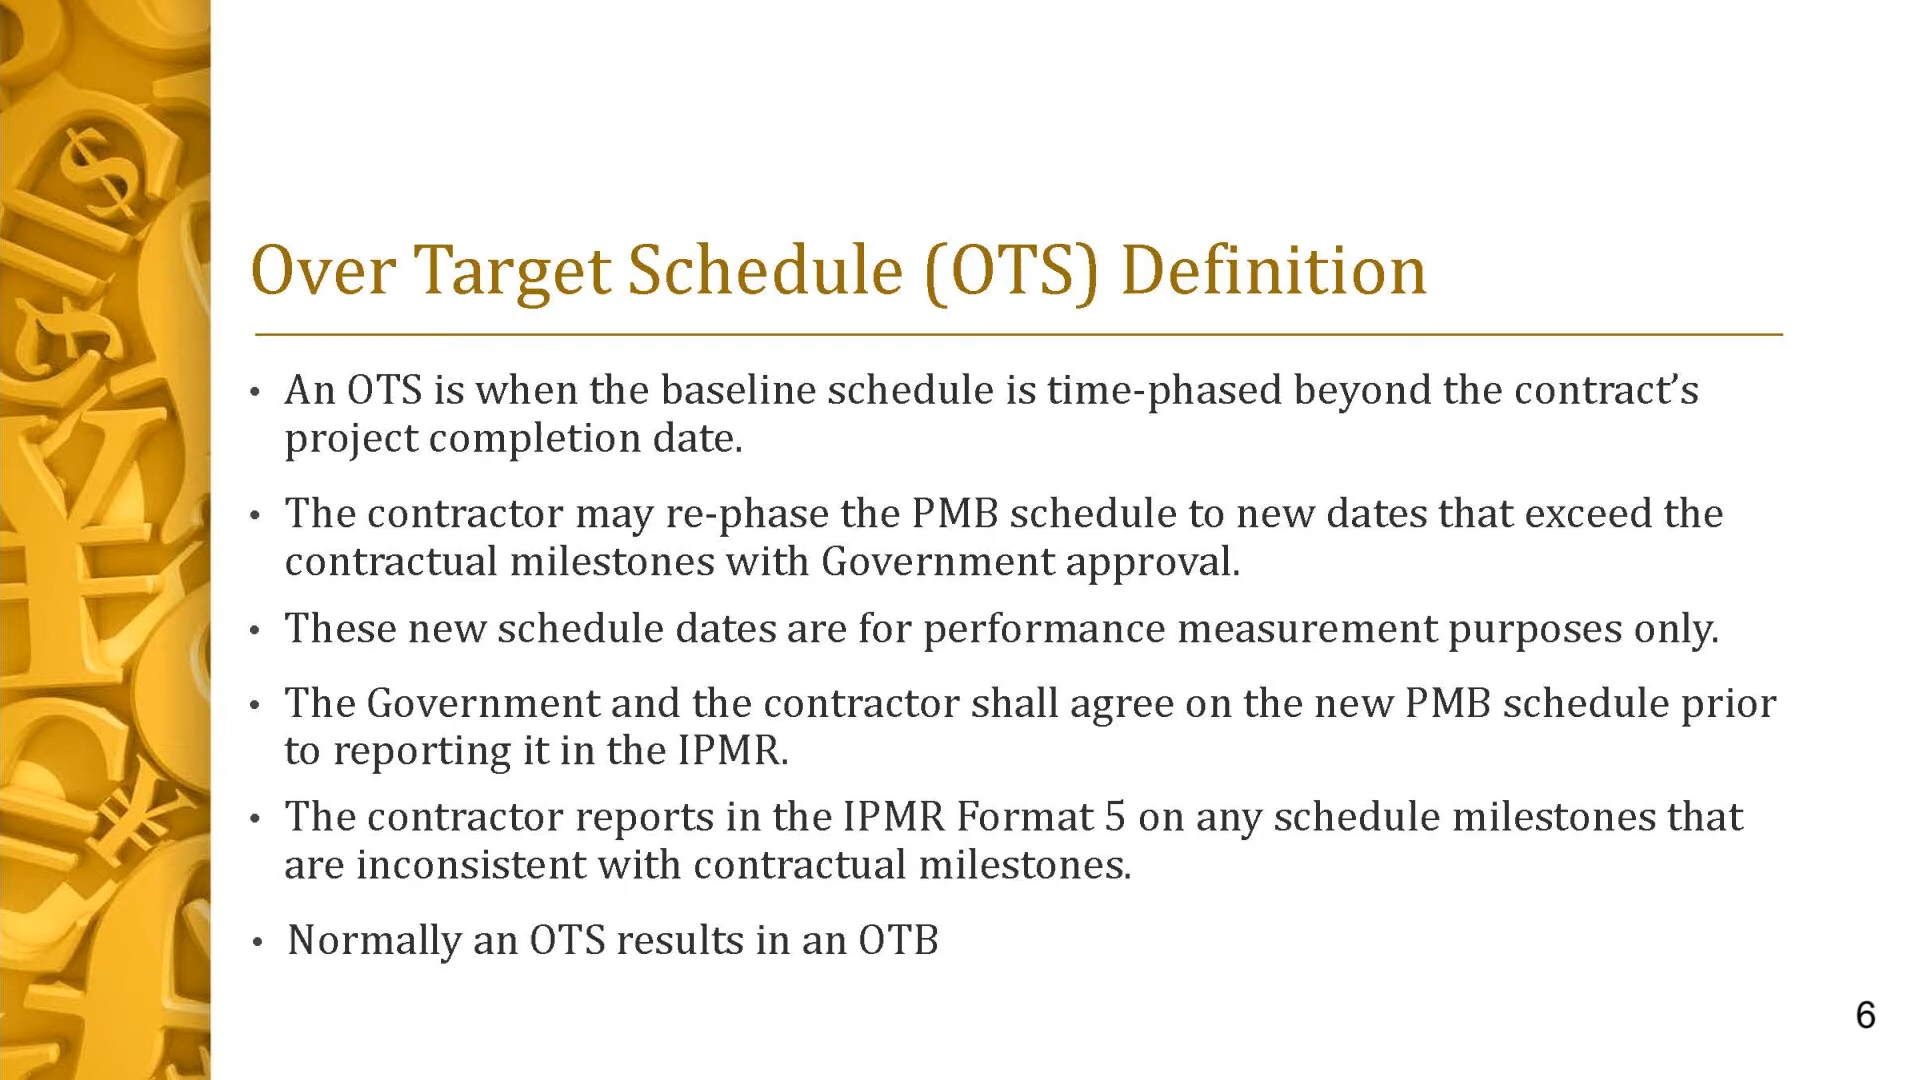 Over Target Schedule (OTS) Definition
• An OTS is when the baseline schedule is time-phased beyond the contract’s
project completion date.
• The contractor may re-phase the PMB schedule to new dates that exceed the
contractual milestones with Government approval.
• These new schedule dates are for performance measurement purposes only.
• The Government and the contractor shall agree on the new PMB schedule prior
to reporting it in the IPMR.
• The contractor reports in the IPMR Format 5 on any schedule milestones that
are inconsistent with contractual milestones.
• Normally an OTS results in an OTB
6